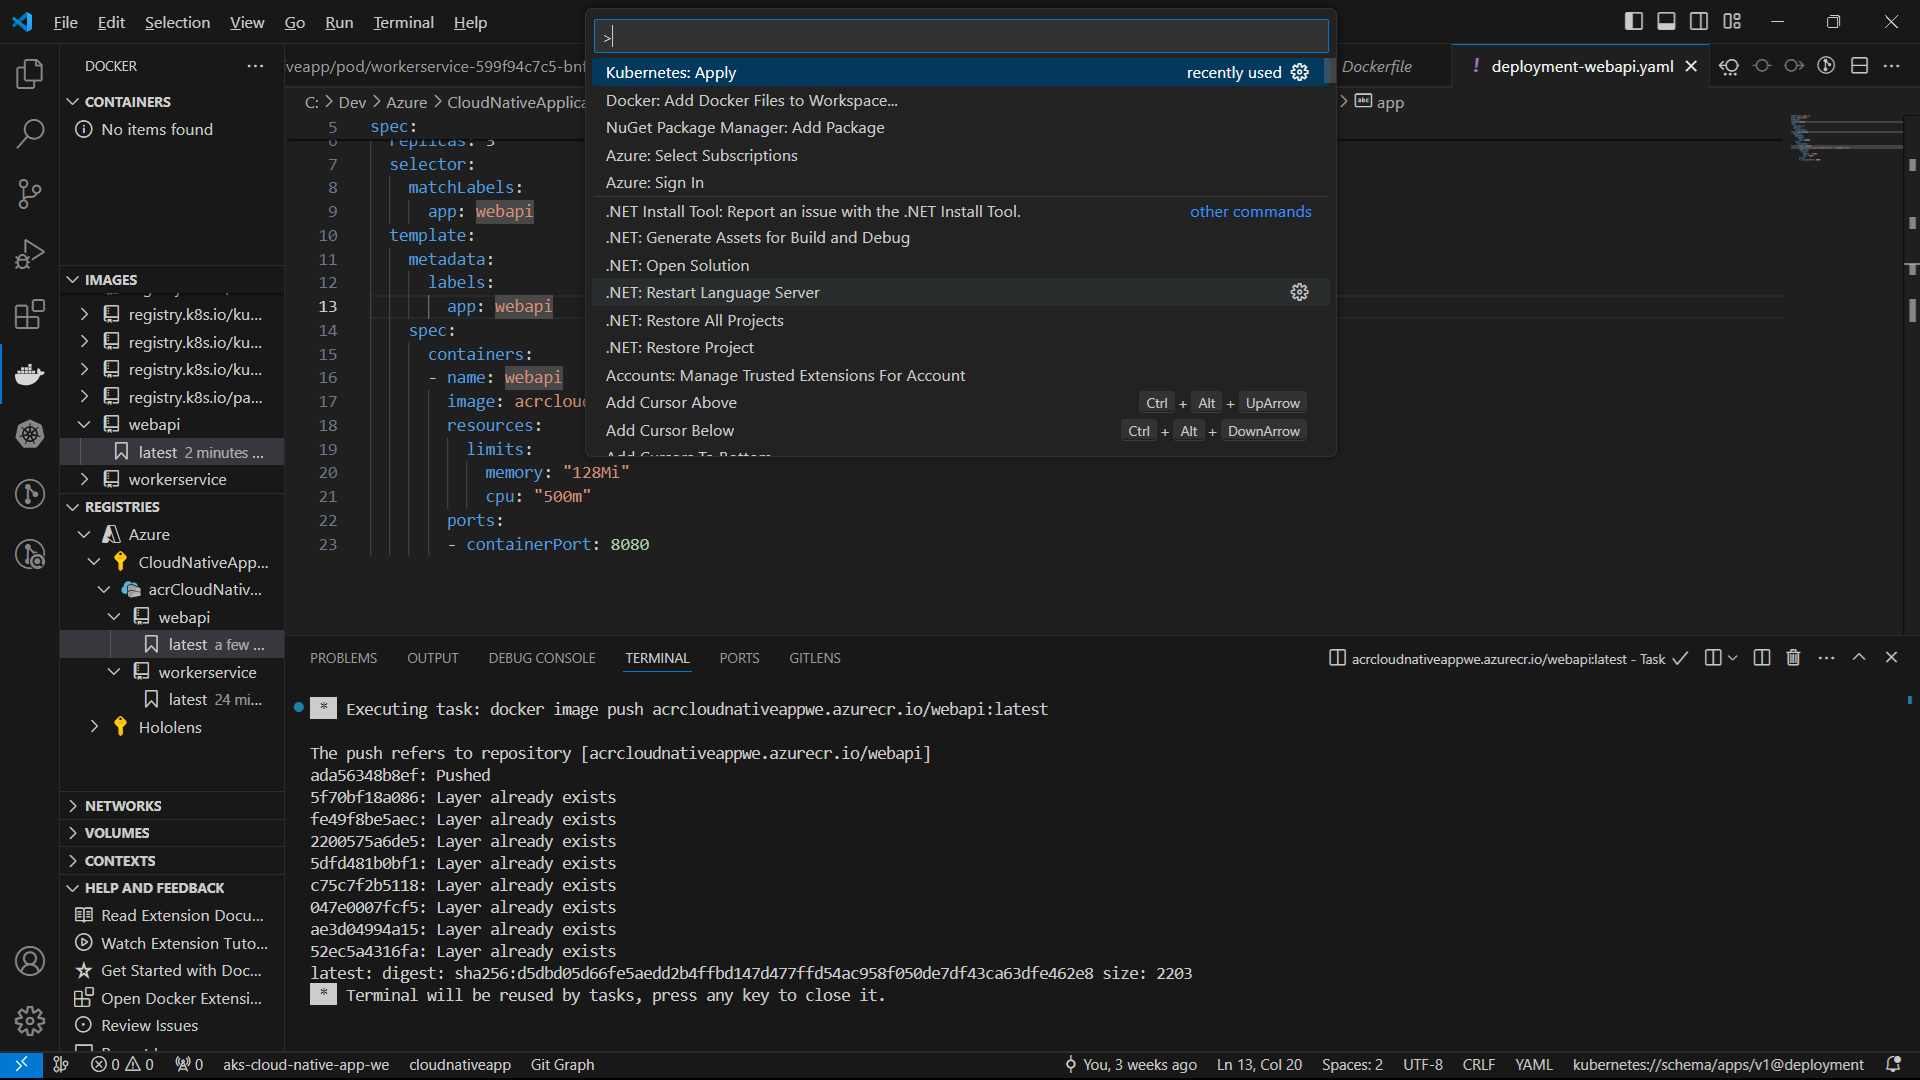 File Edit Selection View Go Run Terminal Help
>
DOCKER
CONTAINERS
No items found
IMAGES
registry.k8s.io/ku...
registry.k8s.io/ku...
registry.k8s.io/ku...
registry.k8s.io/pa...
webapi
latest 2 minutes ...
workerservice
REGISTRIES
Azure
CloudNativeApp...
acrCloudNativ...
webapi
latest a few ...
workerservice
latest 24 mi...
Hololens
NETWORKS
VOLUMES
CONTEXTS
HELP AND FEEDBACK
Read Extension Docu...
Watch Extension Tuto...
Get Started with Doc...
Open Docker Extensi...
Review Issues
veapp/pod/workerservice-599f94c7c5-bnf
Dockerfile
! deployment-webapi.yaml
C: > Dev > Azure > CloudNativeApplica
> app
5 spec:
6 replicas: 3
7 selector:
8 matchLabels:
9 app: webapi
10 template:
11 metadata:
12 labels:
13 app: webapi
14 spec:
15 containers:
16 - name: webapi
17 image: acrclou
18 resources:
19 limits:
20 memory: "128Mi"
21 cpu: "500m"
22 ports:
23 - containerPort: 8080
Kubernetes: Apply recently used
Docker: Add Docker Files to Workspace...
NuGet Package Manager: Add Package
Azure: Select Subscriptions
Azure: Sign In
.NET Install Tool: Report an issue with the .NET Install Tool. other commands
.NET: Generate Assets for Build and Debug
.NET: Open Solution
.NET: Restart Language Server
.NET: Restore All Projects
.NET: Restore Project
Accounts: Manage Trusted Extensions For Account
Add Cursor Above Ctrl + Alt + UpArrow
Add Cursor Below Ctrl + Alt + DownArrow
Add Cursors To Bottom
PROBLEMS OUTPUT DEBUG CONSOLE TERMINAL PORTS GITLENS
acrcloudnativeappwe.azurecr.io/webapi:latest - Task
* Executing task: docker image push acrcloudnativeappwe.azurecr.io/webapi:latest
The push refers to repository [acrcloudnativeappwe.azurecr.io/webapi]
ada56348b8ef: Pushed
5f70bf18a086: Layer already exists
fe49f8be5aec: Layer already exists
2200575a6de5: Layer already exists
5dfd481b0bf1: Layer already exists
c75c7f2b5118: Layer already exists
047e0007fcf5: Layer already exists
ae3d04994a15: Layer already exists
52ec5a4316fa: Layer already exists
latest: digest: sha256:d5dbd05d66fe5aedd2b4ffbd147d477ffd54ac958f050de7df43ca63dfe462e8 size: 2203
* Terminal will be reused by tasks, press any key to close it.
0 0 0 aks-cloud-native-app-we cloudnativeapp Git Graph
You, 3 weeks ago Ln 13, Col 20 Spaces: 2 UTF-8 CRLF YAML kubernetes://schema/apps/v1@deployment